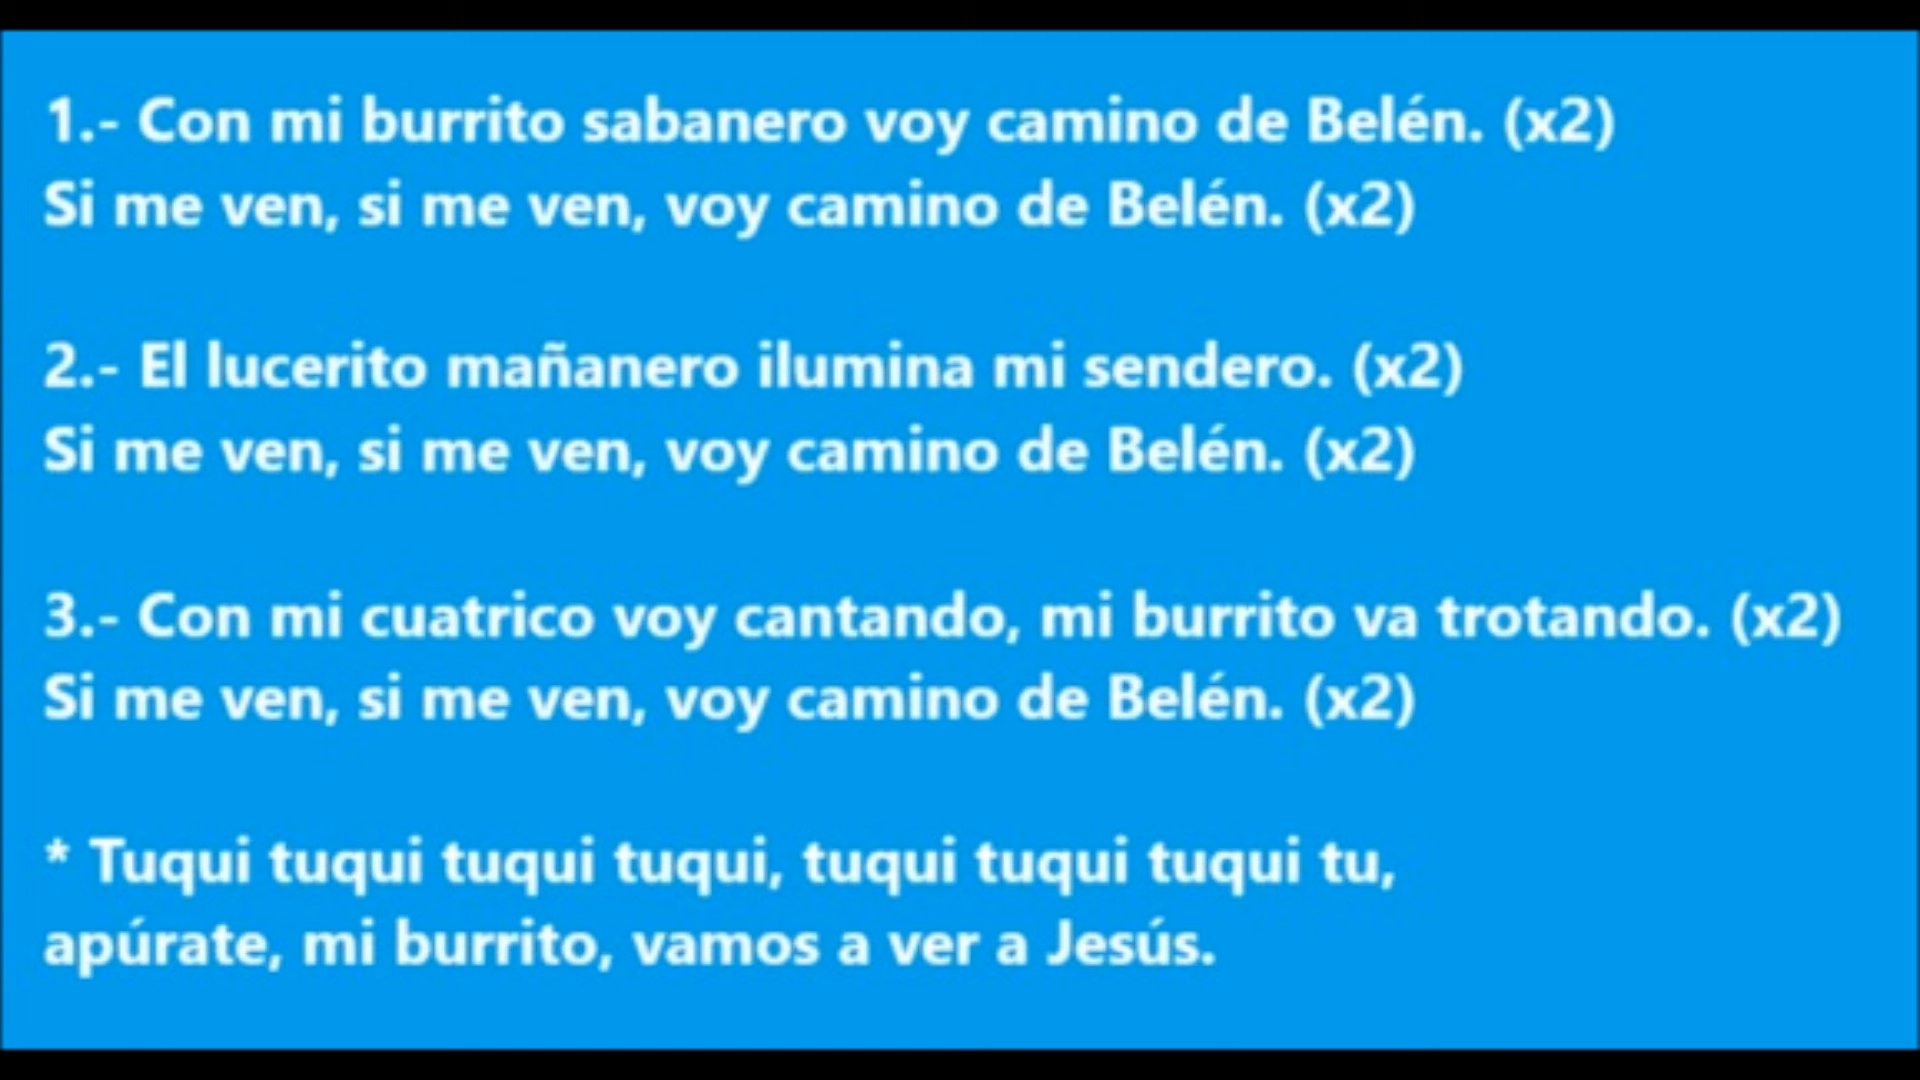 1.- Con mi burrito sabanero voy camino de Belén. (x2)
Si me ven, si me ven, voy camino de Belén. (x2)
2.- El lucerito mañanero ilumina mi sendero. (x2)
Si me ven, si me ven, voy camino de Belén. (x2)
3.- Con mi cuatrico voy cantando, mi burrito va trotando. (x2)
Si me ven, si me ven, voy camino de Belén. (x2)
* Tuqui tuqui tuqui tuqui, tuqui tuqui tuqui tu,
apúrate, mi burrito, vamos a ver a Jesús.